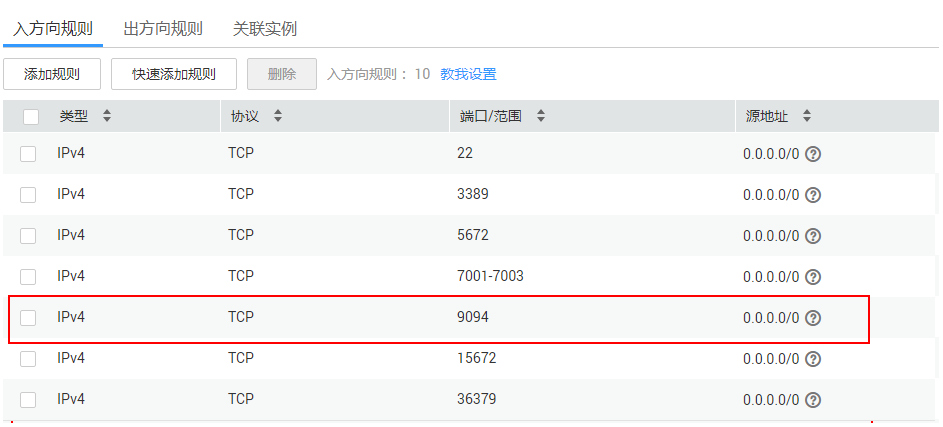 入方向规则 出方向规则 关联实例
添加规则 快速添加规则 删除 入方向规则： 10 教我设置
类型 协议 端口/范围 源地址
IPv4 TCP 22 0.0.0.0/0 ?
IPv4 TCP 3389 0.0.0.0/0 ?
IPv4 TCP 5672 0.0.0.0/0 ?
IPv4 TCP 7001-7003 0.0.0.0/0 ?
IPv4 TCP 9094 0.0.0.0/0 ?
IPv4 TCP 15672 0.0.0.0/0 ?
IPv4 TCP 36379 0.0.0.0/0 ?